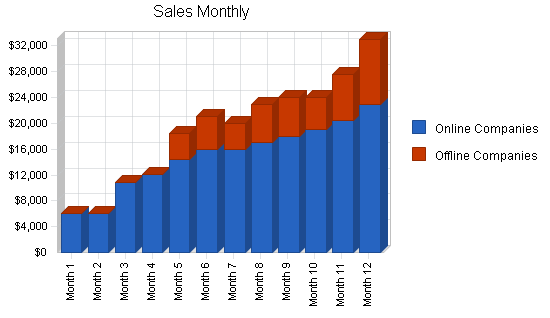 Sales Monthly
$32,000
$28,000
$24,000
$20,000
$16,000
$12,000
$8,000
$4,000
$0
Month 1
Month 2
Month 3
Month 4
Month 5
Month 6
Month 7
Month 8
Month 9
Month 10
Month 11
Month 12
Online Companies
Offline Companies